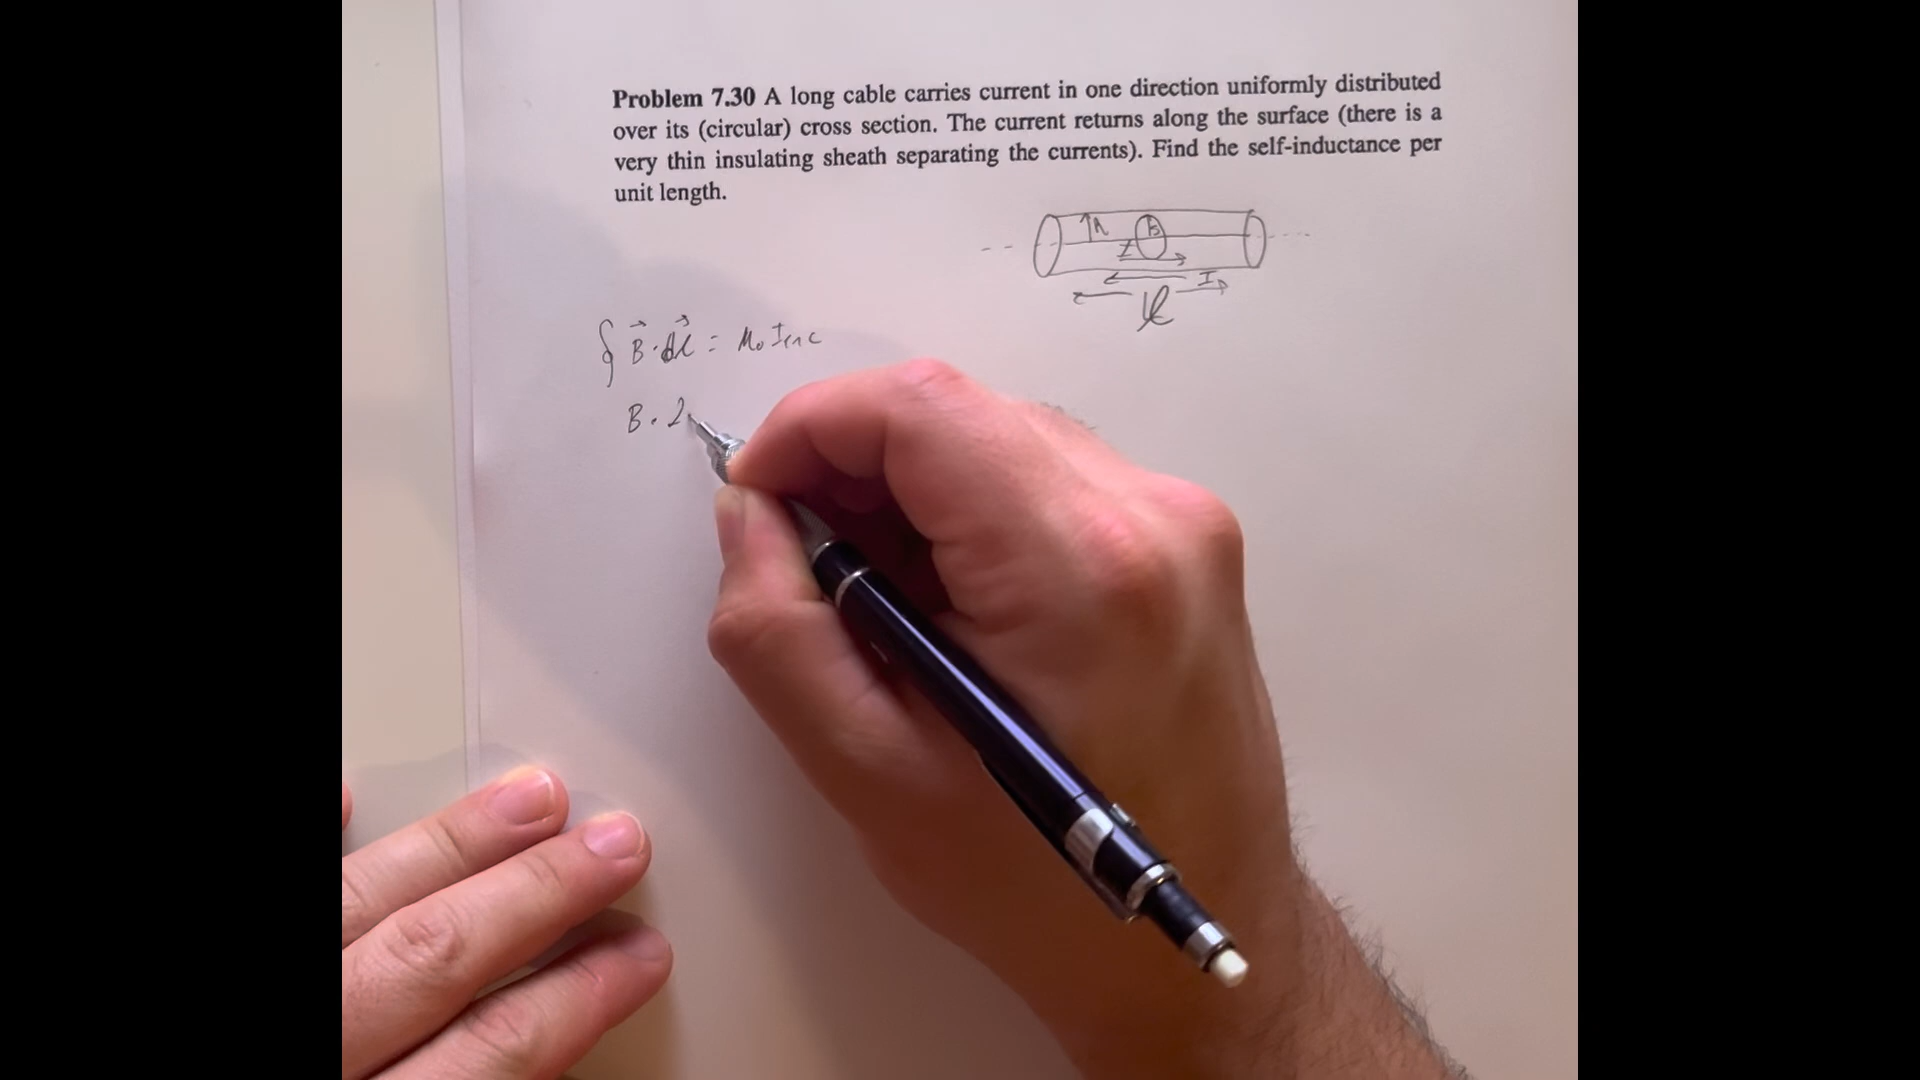 Problem 7.30 A long cable carries current in one direction uniformly distributed
over its (circular) cross section. The current returns along the surface (there is a
very thin insulating sheath separating the currents). Find the self-inductance per
unit length.
R s
I
I
l
∮ B⃗ · dl⃗ = μ₀ Ienc
B · 2